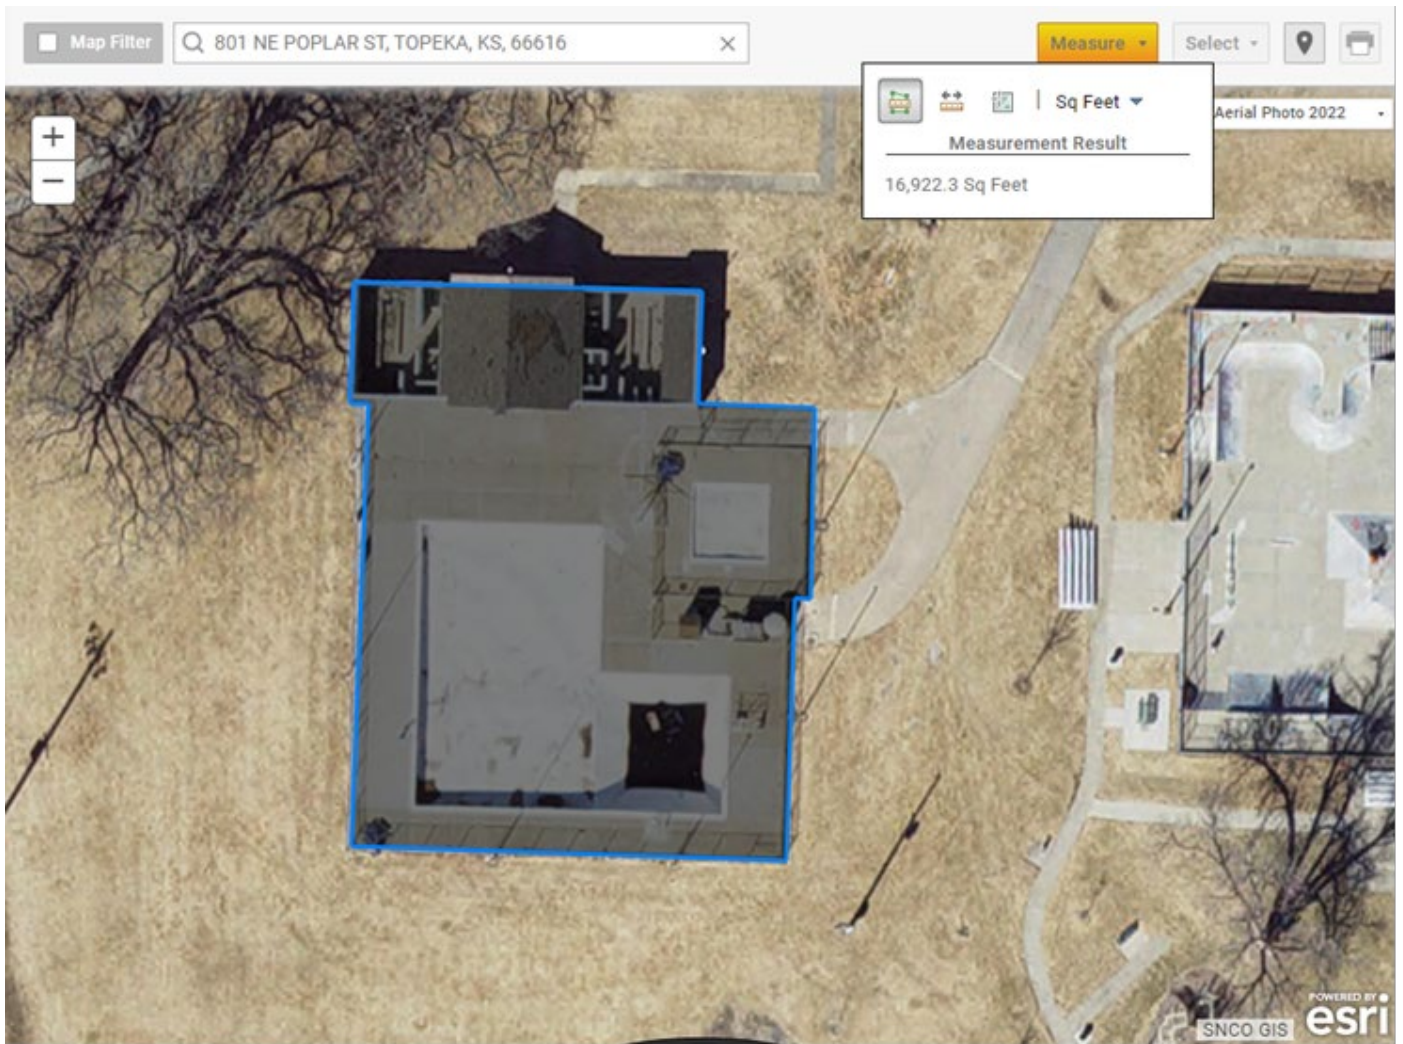 Map Filter
801 NE POPLAR ST, TOPEKA, KS, 66616
Measure
Select
Sq Feet
Aerial Photo 2022
Measurement Result
16,922.3 Sq Feet
POWERED BY
esri
SNCO GIS